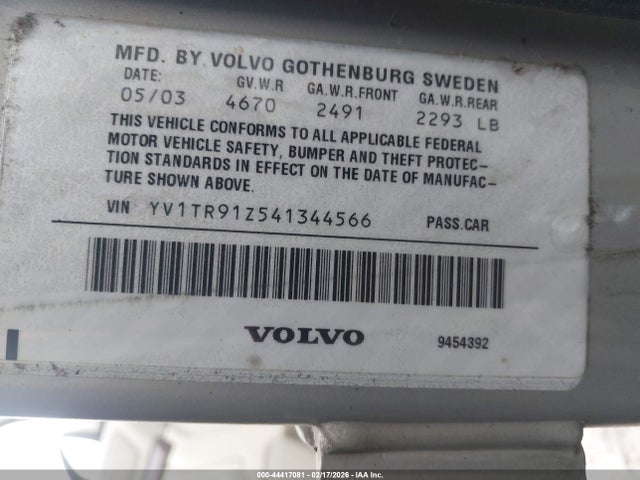 MFD. BY VOLVO GOTHENBURG SWEDEN
DATE: GV.W.R GA.W.R.FRONT GA.W.R.REAR
05/03 4670 2491 2293 LB
THIS VEHICLE CONFORMS TO ALL APPLICABLE FEDERAL
MOTOR VEHICLE SAFETY, BUMPER AND THEFT PROTEC-
TION STANDARDS IN EFFECT ON THE DATE OF MANUFAC-
TURE SHOWN ABOVE.
VIN YV1TR91Z541344566 PASS.CAR
VOLVO
9454392
000-44417081 - 02/17/2026 - IAAI Inc.